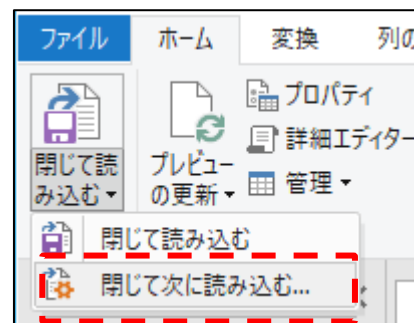 ファイル ホーム 変換 列の
閉じて読
み込む
プレビュー
の更新
プロパティ
詳細エディター
管理
閉じて読み込む
閉じて次に読み込む...